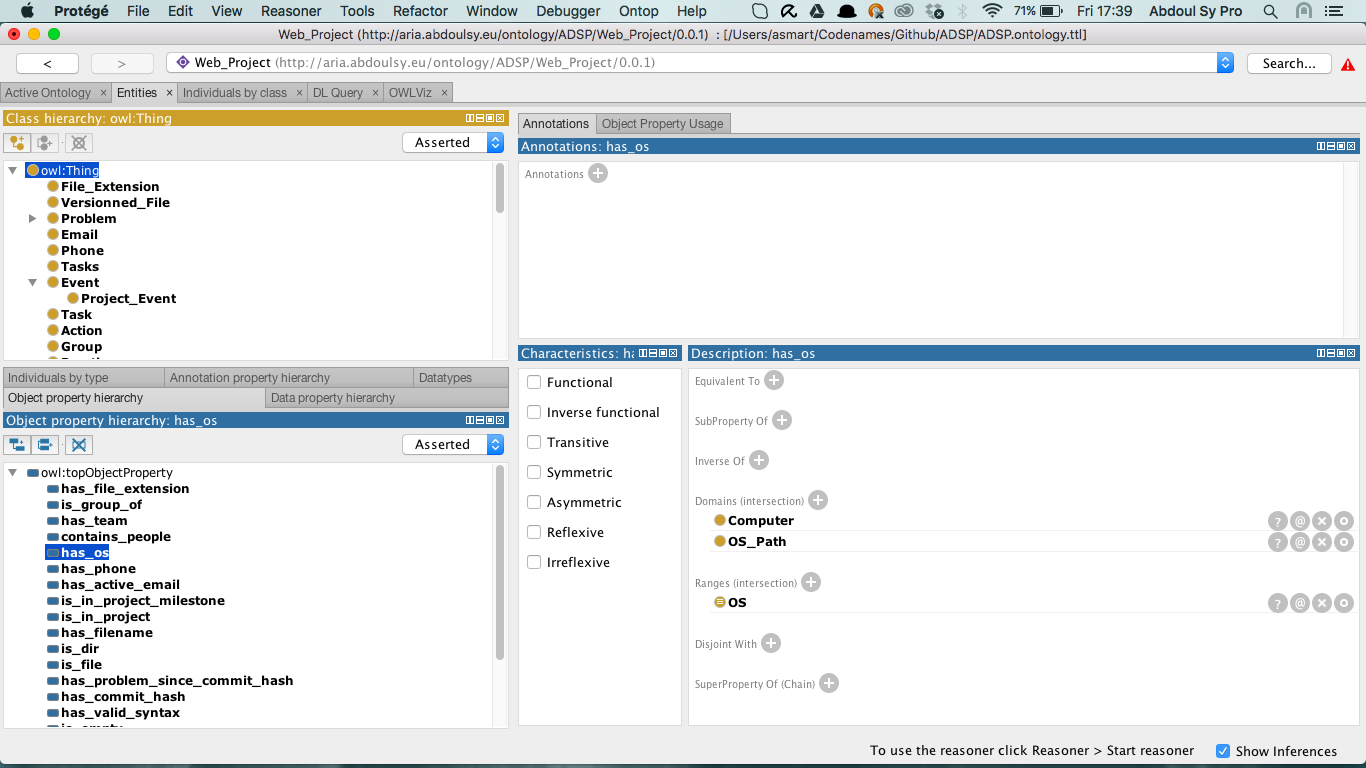 Protégé File Edit View Reasoner Tools Refactor Window Debugger Ontop Help 71% Fri 17:39 Abdoul Sy Pro
Web_Project (http://aria.abdoulsy.eu/ontology/ADSP/Web_Project/0.0.1) : [/Users/asmart/Codenames/Github/ADSP/ADSP.ontology.ttl]
< > Web_Project (http://aria.abdoulsy.eu/ontology/ADSP/Web_Project/0.0.1) Search...
Active Ontology × Entities × Individuals by class × DL Query × OWLViz ×
Class hierarchy: owl:Thing
Asserted
owl:Thing
File_Extension
Versionned_File
Problem
Email
Phone
Tasks
Event
Project_Event
Task
Action
Group
Individuals by type Annotation property hierarchy Datatypes
Object property hierarchy Data property hierarchy
Object property hierarchy: has_os
Asserted
owl:topObjectProperty
has_file_extension
is_group_of
has_team
contains_people
has_os
has_phone
has_active_email
is_in_project_milestone
is_in_project
has_filename
is_dir
is_file
has_problem_since_commit_hash
has_commit_hash
has_valid_syntax
Annotations Object Property Usage
Annotations: has_os
Annotations +
Characteristics:
Functional
Inverse functional
Transitive
Symmetric
Asymmetric
Reflexive
Irreflexive
Description: has_os
Equivalent To +
SubProperty Of +
Inverse Of +
Domains (intersection) +
Computer ? @ × o
OS_Path ? @ × o
Ranges (intersection) +
OS ? @ × o
Disjoint With +
SuperProperty Of (Chain) +
To use the reasoner click Reasoner > Start reasoner Show Inferences